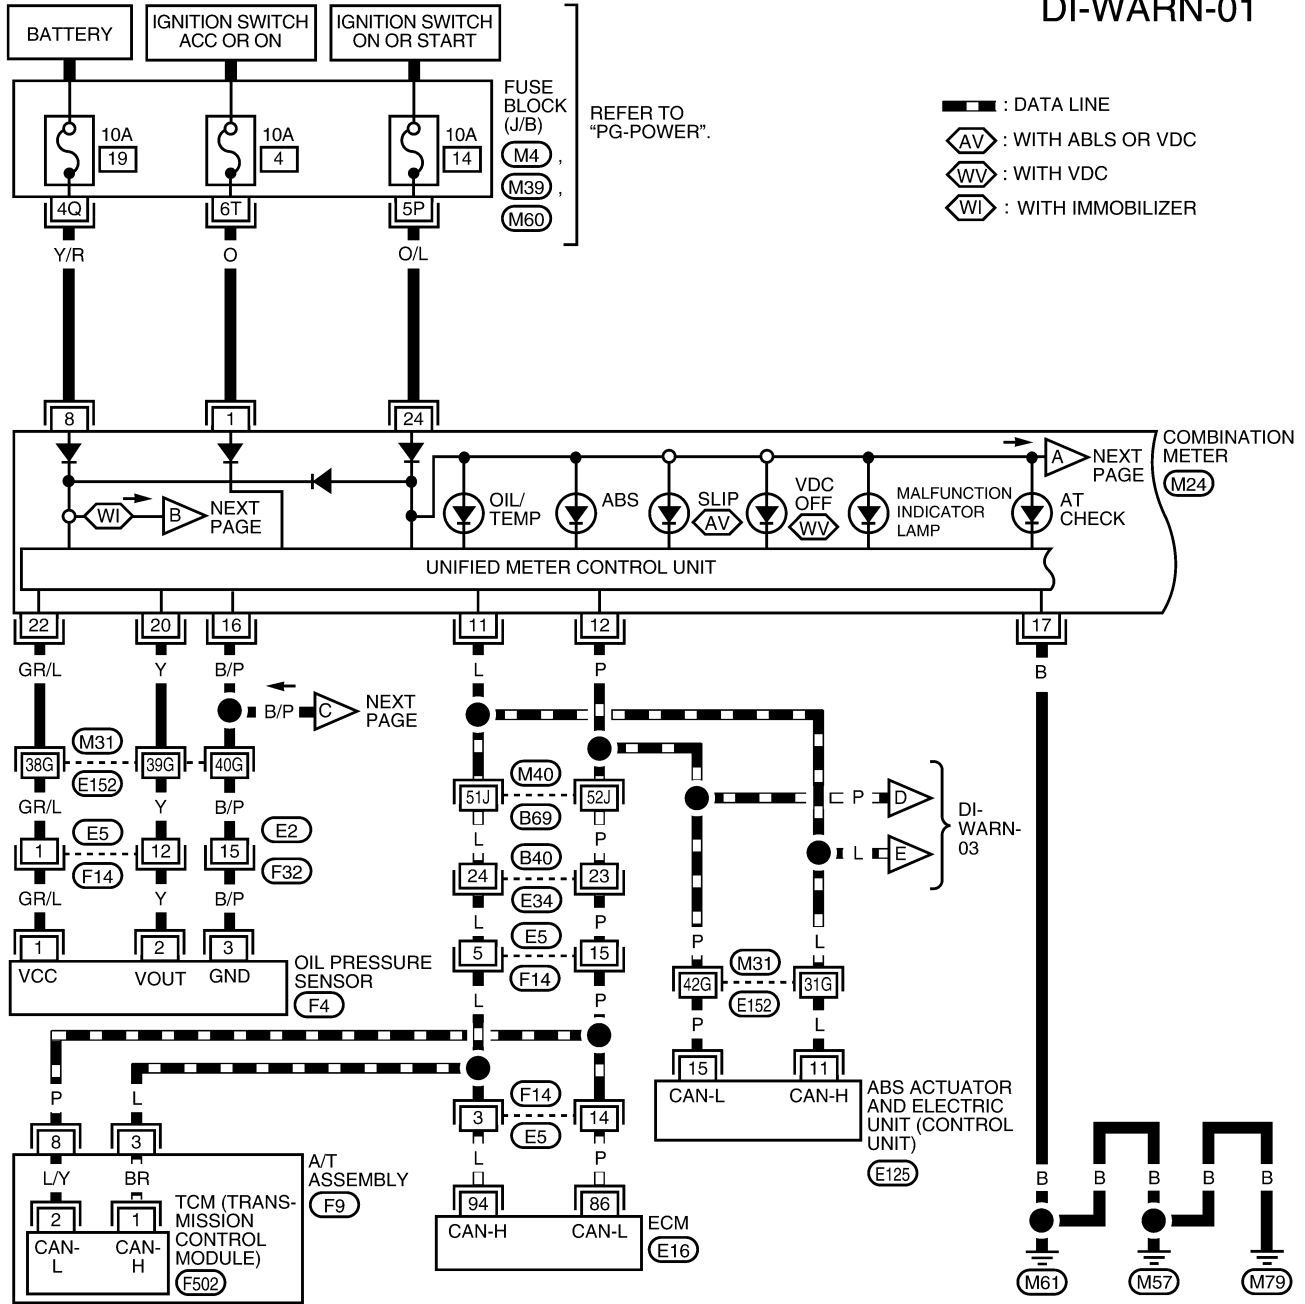 DI-WARN-01
BATTERY
IGNITION SWITCH
ACC OR ON
IGNITION SWITCH
ON OR START
FUSE
BLOCK
(J/B)
M4 ,
M39 ,
M60
REFER TO
“PG-POWER”.
10A
19
10A
4
10A
14
4Q
6T
5P
Y/R
O
O/L
: DATA LINE
AV : WITH ABLS OR VDC
WV : WITH VDC
WI : WITH IMMOBILIZER
8
1
24
COMBINATION
METER
M24
A
NEXT
PAGE
WI
B
NEXT
PAGE
OIL/
TEMP
ABS
SLIP
AV
VDC
OFF
WV
MALFUNCTION
INDICATOR
LAMP
AT
CHECK
UNIFIED METER CONTROL UNIT
22
20
16
11
12
17
GR/L
Y
B/P
L
P
B
B/P
C
NEXT
PAGE
38G
M31
E152
39G
40G
GR/L
Y
B/P
1
E5
F14
12
15
E2
F32
GR/L
Y
B/P
1
2
3
VCC
VOUT
GND
OIL PRESSURE
SENSOR
F4
51J
M40
B69
52J
L
P
24
B40
E34
23
L
P
5
E5
F14
15
L
P
P
D
L
E
DI-
WARN-
03
P
L
42G
M31
E152
31G
P
L
15
11
CAN-L
CAN-H
ABS ACTUATOR
AND ELECTRIC
UNIT (CONTROL
UNIT)
E125
P
L
8
3
L/Y
BR
2
1
CAN-
L
CAN-
H
A/T
ASSEMBLY
F9
TCM (TRANS-
MISSION
CONTROL
MODULE)
F502
3
F14
E5
14
L
P
94
86
CAN-H
CAN-L
ECM
E16
B
B
B
B
B
M61
M57
M79